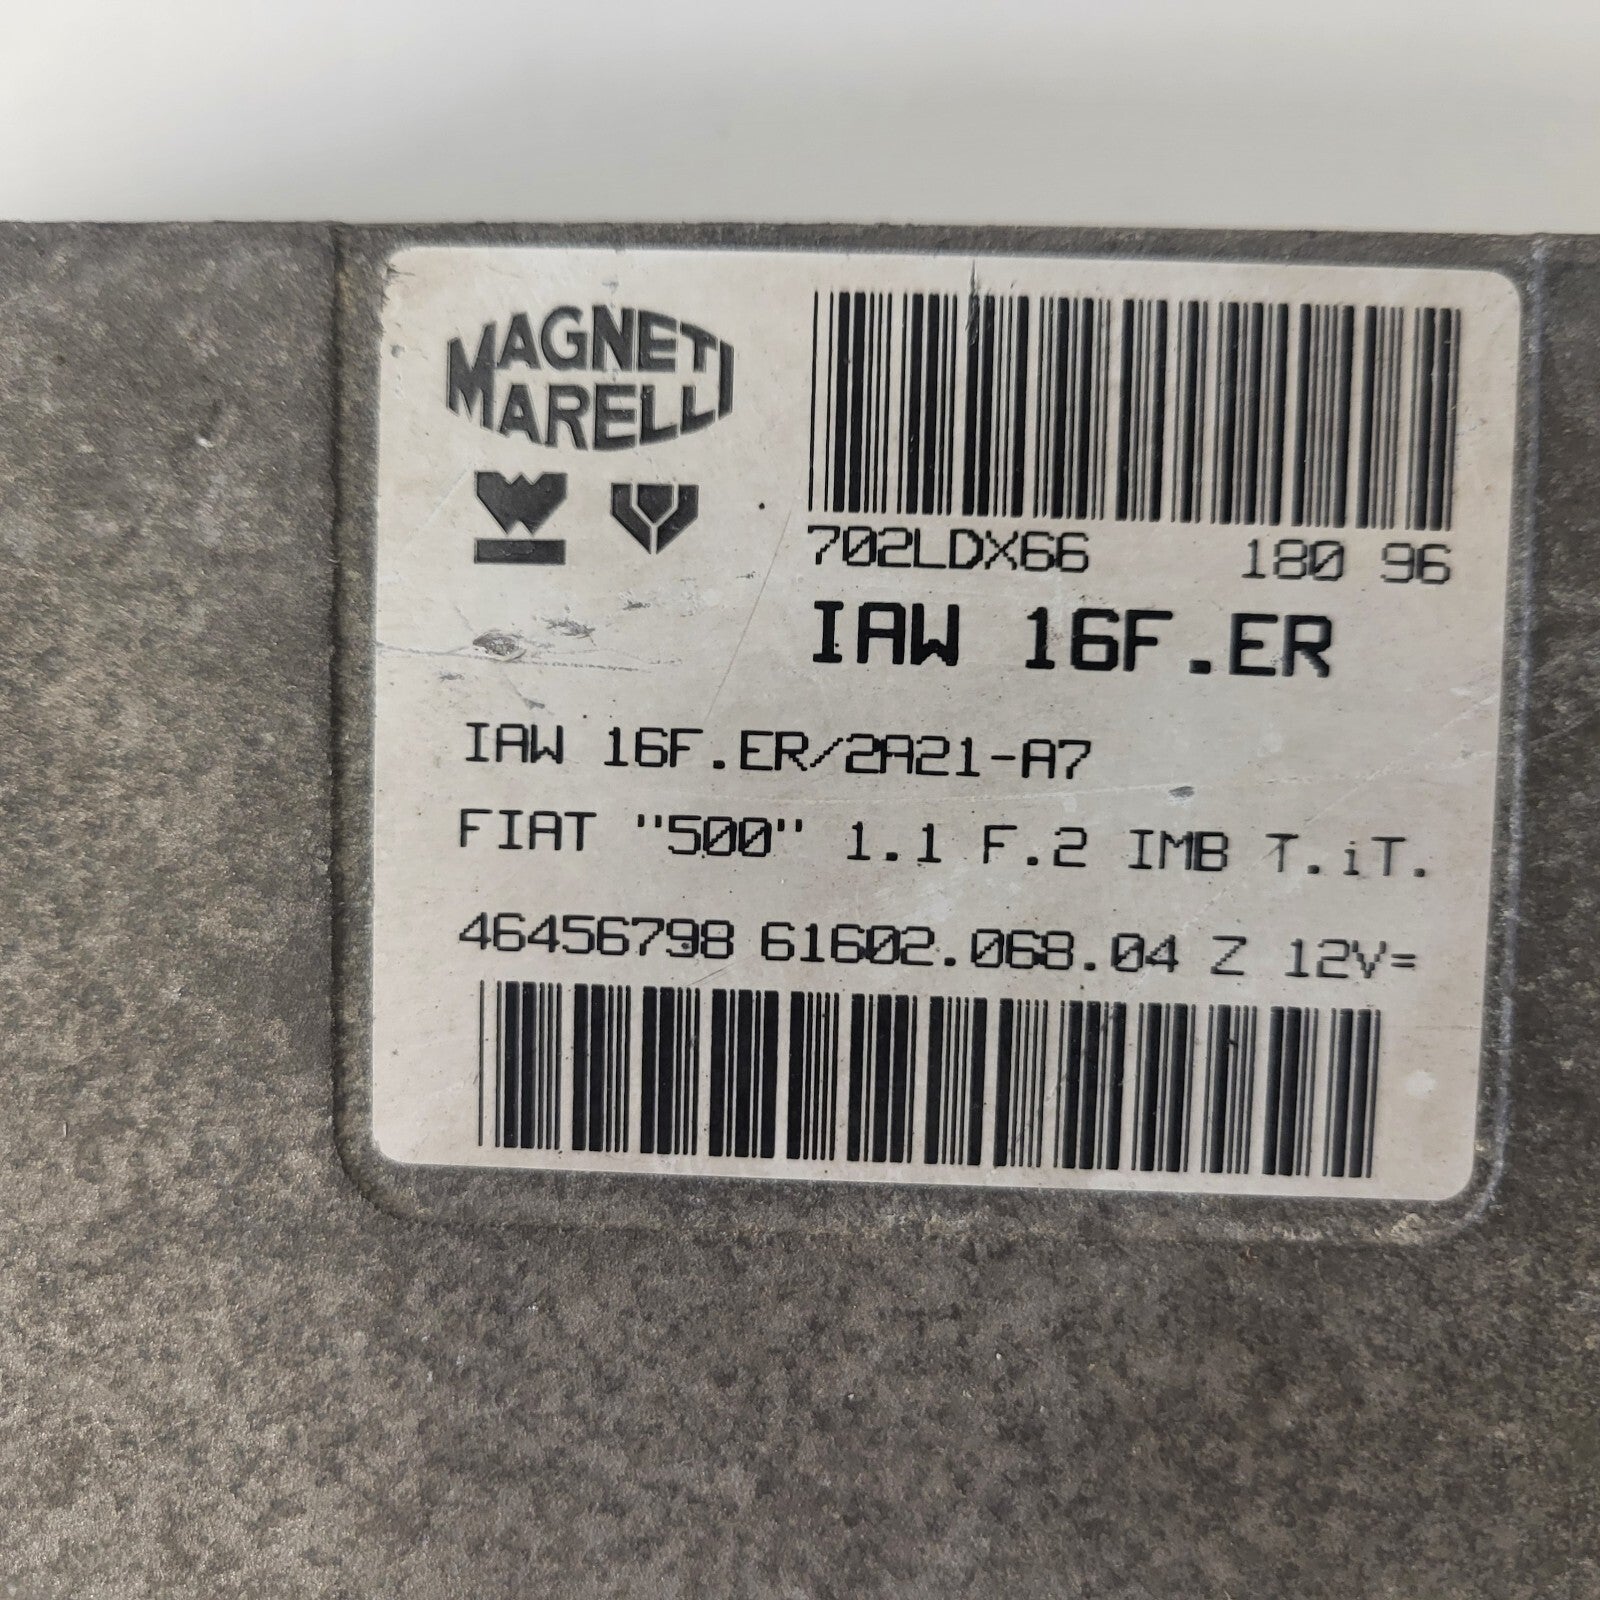 MAGNETI
MARELLI
702LDX66 180 96
IAW 16F.ER
IAW 16F.ER/2A21-A7
FIAT "500" 1.1 F.2 IMB T.iT.
46456798 61602.068.04 Z 12V=